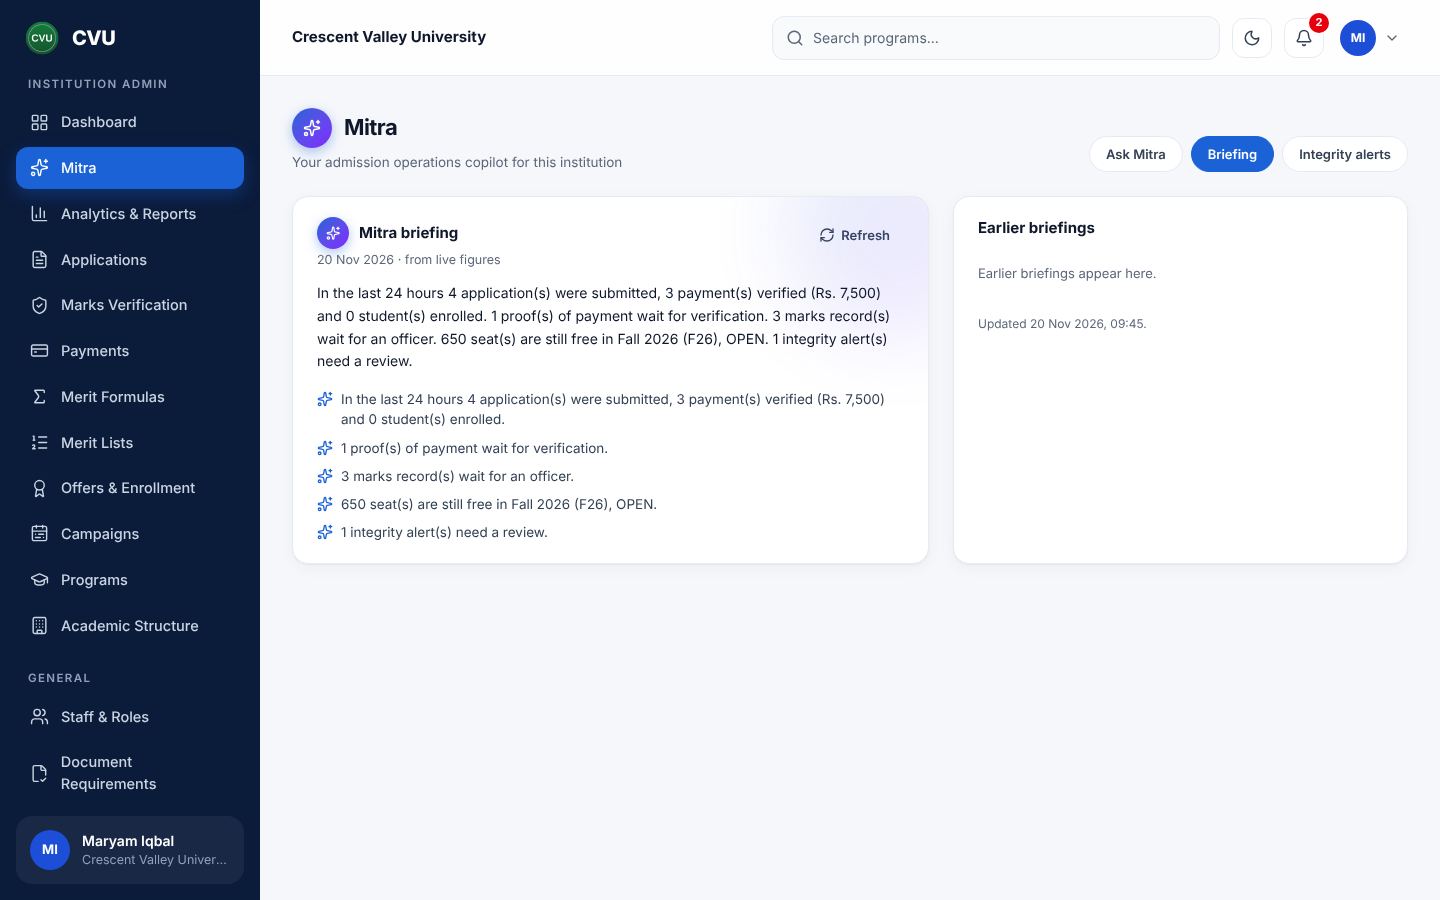 CVU CVU
INSTITUTION ADMIN
Dashboard
Mitra
Analytics & Reports
Applications
Marks Verification
Payments
Merit Formulas
Merit Lists
Offers & Enrollment
Campaigns
Programs
Academic Structure
GENERAL
Staff & Roles
Document
Requirements
MI
Maryam Iqbal
Crescent Valley Univer...
Crescent Valley University
Search programs...
2
MI
Mitra
Your admission operations copilot for this institution
Ask Mitra
Briefing
Integrity alerts
Mitra briefing
Refresh
20 Nov 2026 · from live figures
In the last 24 hours 4 application(s) were submitted, 3 payment(s) verified (Rs. 7,500)
and 0 student(s) enrolled. 1 proof(s) of payment wait for verification. 3 marks record(s)
wait for an officer. 650 seat(s) are still free in Fall 2026 (F26), OPEN. 1 integrity alert(s)
need a review.
In the last 24 hours 4 application(s) were submitted, 3 payment(s) verified (Rs. 7,500)
and 0 student(s) enrolled.
1 proof(s) of payment wait for verification.
3 marks record(s) wait for an officer.
650 seat(s) are still free in Fall 2026 (F26), OPEN.
1 integrity alert(s) need a review.
Earlier briefings
Earlier briefings appear here.
Updated 20 Nov 2026, 09:45.